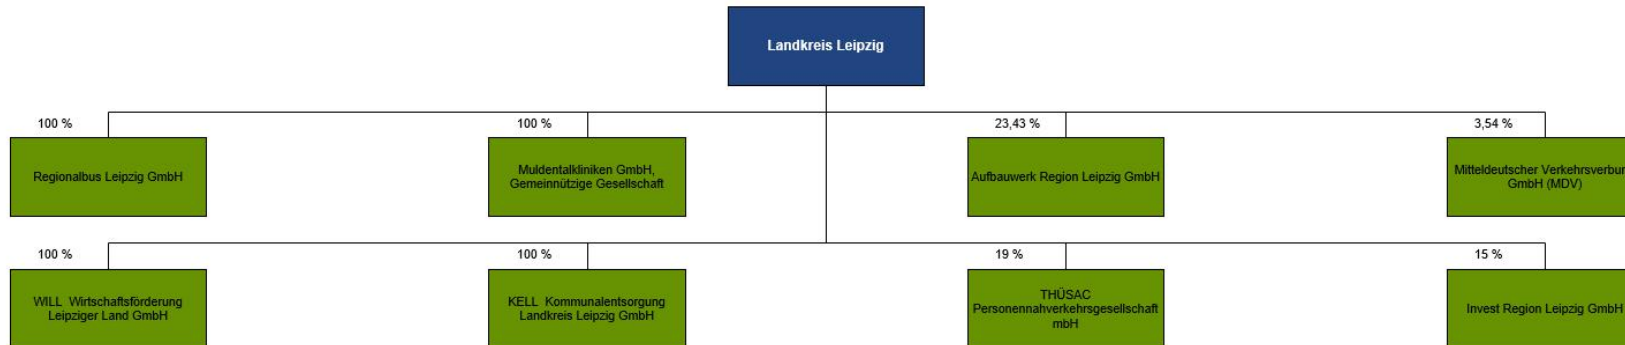 Landkreis Leipzig
100 %
100 %
23,43 %
3,54 %
Regionalbus Leipzig GmbH
Muldentalkliniken GmbH,
Gemeinnützige Gesellschaft
Aufbauwerk Region Leipzig GmbH
Mitteldeutscher
GmbH (MDV)
100 %
100 %
19 %
15 %
WILL Wirtschaftsförderung
Leipziger Land GmbH
KELL Kommunalentsorgung
Landkreis Leipzig GmbH
THÜSAC
Personennahverkehrsgesellschaft
mbH
Invest Region Leipzig GmbH